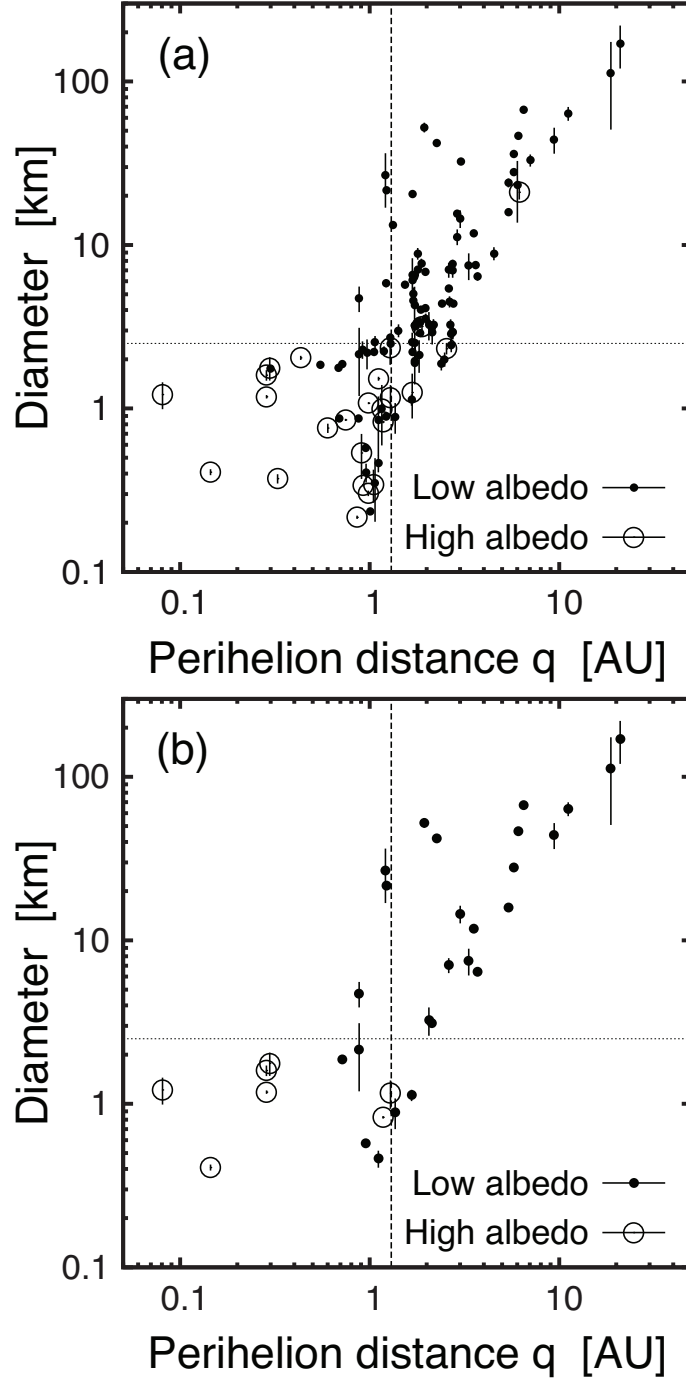 (a)
100
10
1
0.1
Diameter [km]
Low albedo
High albedo
0.1
1
10
Perihelion distance q [AU]
(b)
100
10
1
0.1
Diameter [km]
Low albedo
High albedo
0.1
1
10
Perihelion distance q [AU]